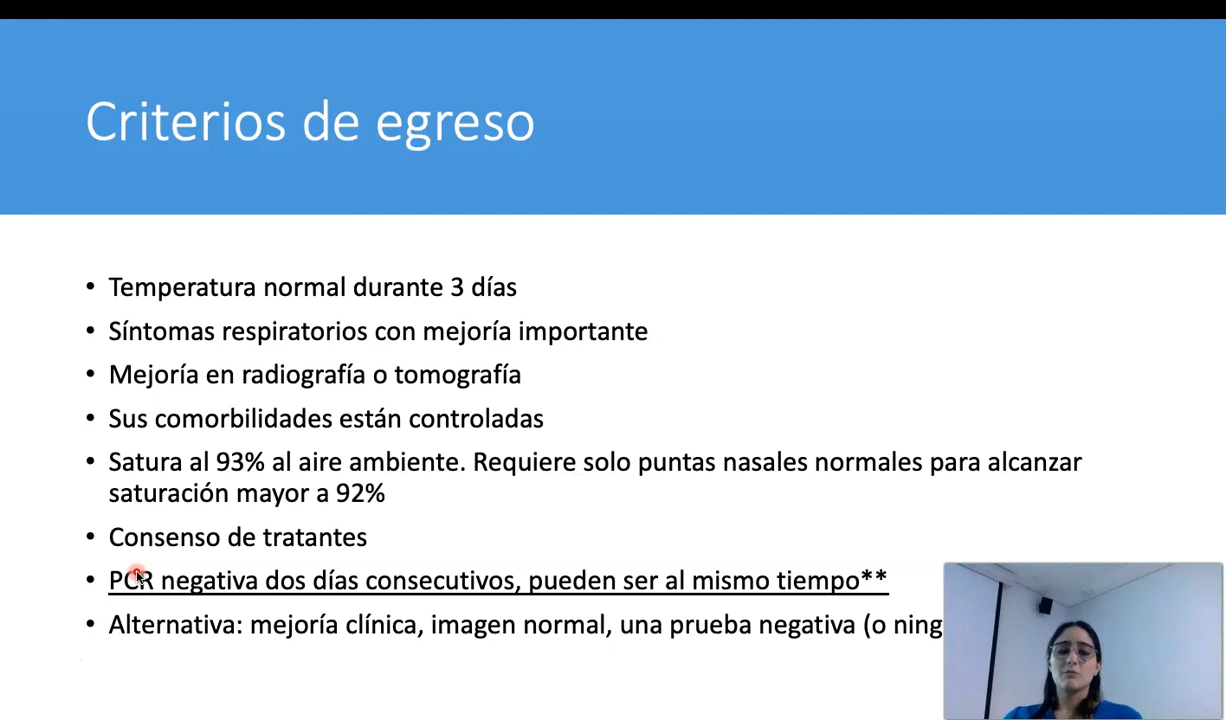 Criterios de egreso
• Temperatura normal durante 3 días
• Síntomas respiratorios con mejoría importante
• Mejoría en radiografía o tomografía
• Sus comorbilidades están controladas
• Satura al 93% al aire ambiente. Requiere solo puntas nasales normales para alcanzar
saturación mayor a 92%
• Consenso de tratantes
• PCR negativa dos días consecutivos, pueden ser al mismo tiempo**
• Alternativa: mejoría clínica, imagen normal, una prueba negativa (o